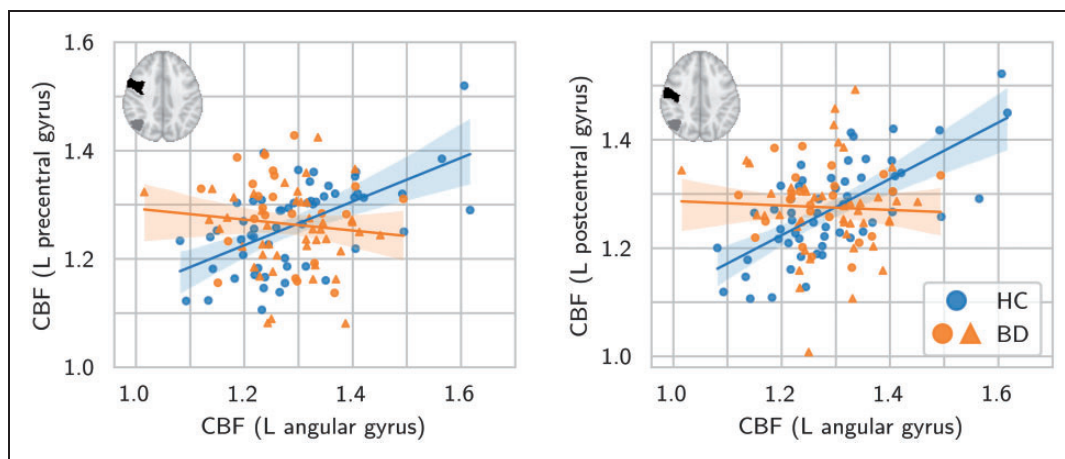 1.6
1.4
1.2
1.0
CBF (L precentral gyrus)
1.0 1.2 1.4 1.6
CBF (L angular gyrus)
1.4
1.2
1.0
CBF (L postcentral gyrus)
HC
BD
1.0 1.2 1.4 1.6
CBF (L angular gyrus)